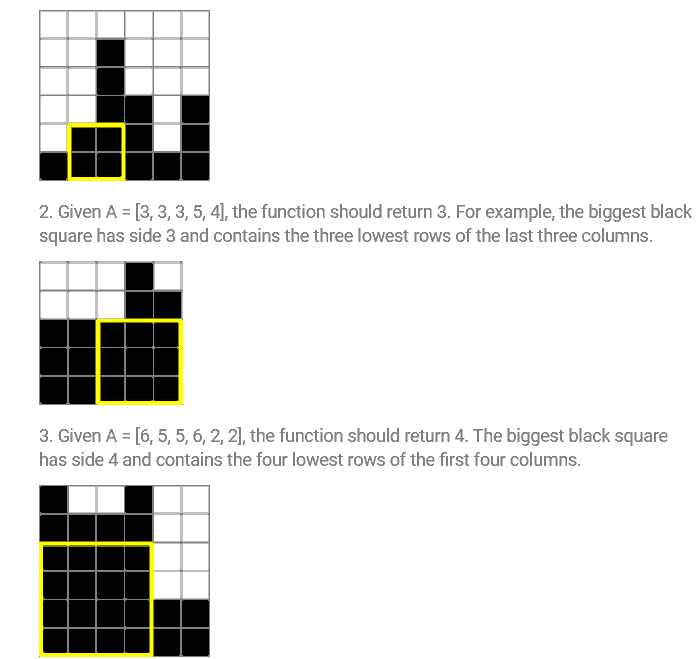 2. Given A = [3, 3, 3, 5, 4], the function should return 3. For example, the biggest black
square has side 3 and contains the three lowest rows of the last three columns.
3. Given A = [6, 5, 5, 6, 2, 2], the function should return 4. The biggest black square
has side 4 and contains the four lowest rows of the first four columns.